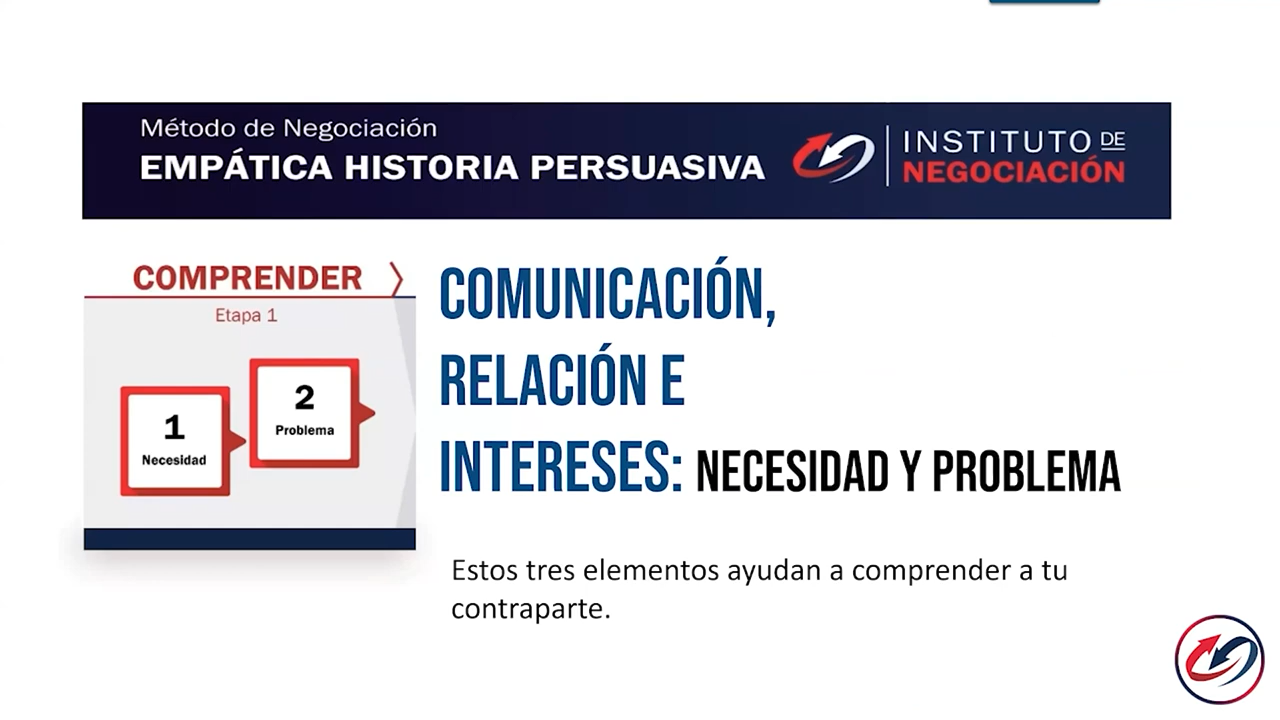 Método de Negociación
EMPÁTICA HISTORIA PERSUASIVA
INSTITUTO DE
NEGOCIACIÓN
COMPRENDER
Etapa 1
1
Necesidad
2
Problema
COMUNICACIÓN,
RELACIÓN E
INTERESES: NECESIDAD Y PROBLEMA
Estos tres elementos ayudan a comprender a tu
contraparte.